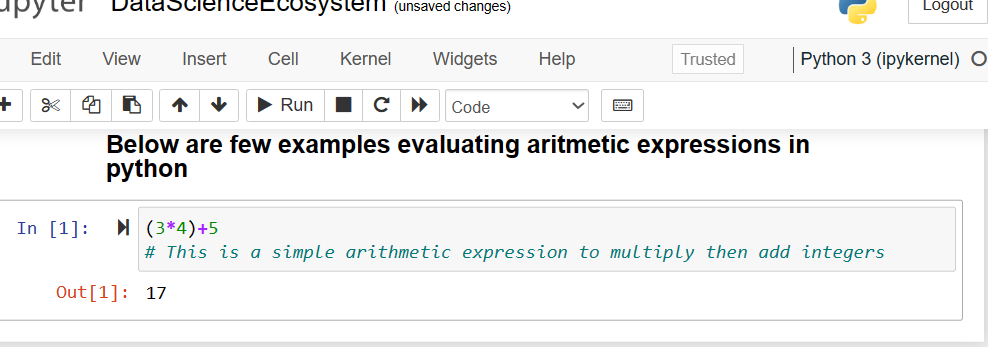 DataScienceEcosystem (unsaved changes)
Logout
Edit View Insert Cell Kernel Widgets Help Trusted Python 3 (ipykernel)
Run Code
Below are few examples evaluating aritmetic expressions in
python
In [1]: (3*4)+5
# This is a simple arithmetic expression to multiply then add integers
Out[1]: 17